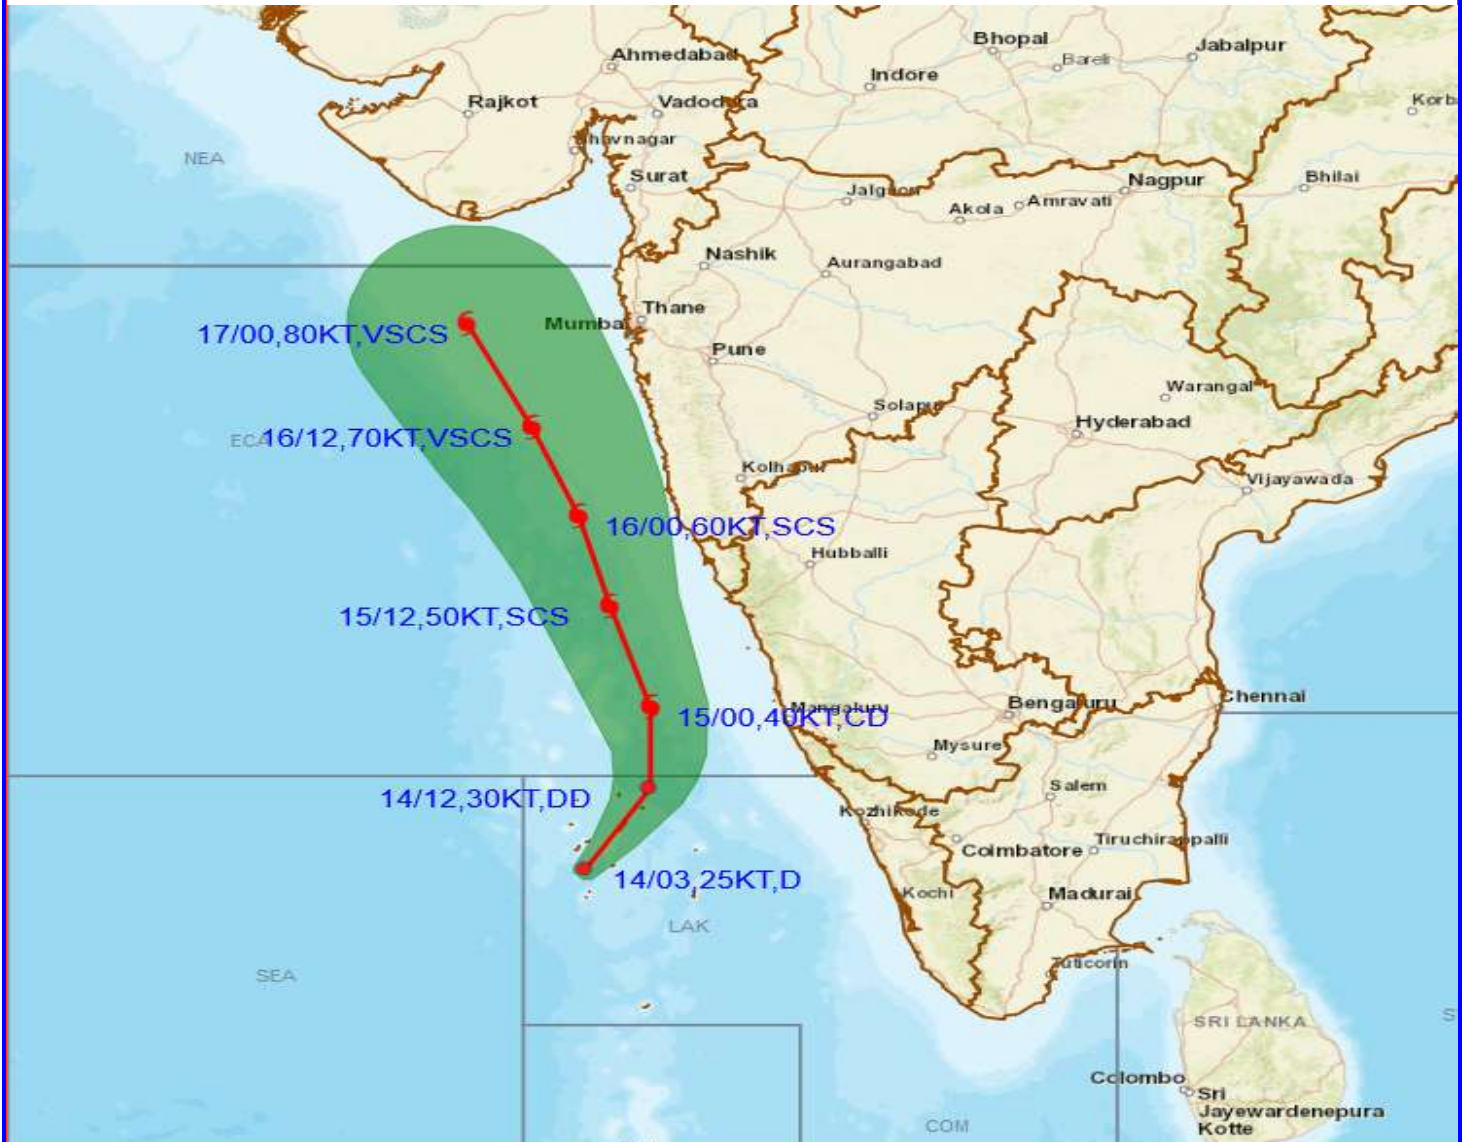 Bhopal
Jabalpur
Ahmedabad
Bareli
Indore
Rajkot
Vadodara
Korb
Bhavnagar
NEA
Surat
Nagpur
Bhilai
Jalgaon
Akola
Amravati
Nashik
Aurangabad
Thane
Mumbai
17/00,80KT,VSCS
Pune
Warangal
Solapur
Hyderabad
ECA
16/12,70KT,VSCS
Kolhapur
Vijayawada
16/00,60KT,SCS
Hubballi
15/12,50KT,SCS
Mangaluru
15/00,40KT,CD
Bengaluru
Chennai
Mysure
14/12,30KT,DD
Salem
Kozhikode
Coimbatore
Tiruchirappalli
14/03,25KT,D
Kochi
Madurai
LAK
Tuticorin
SEA
SRI LANKA
S
Colombo
Sri
Jayewardenepura
Kotte
COM